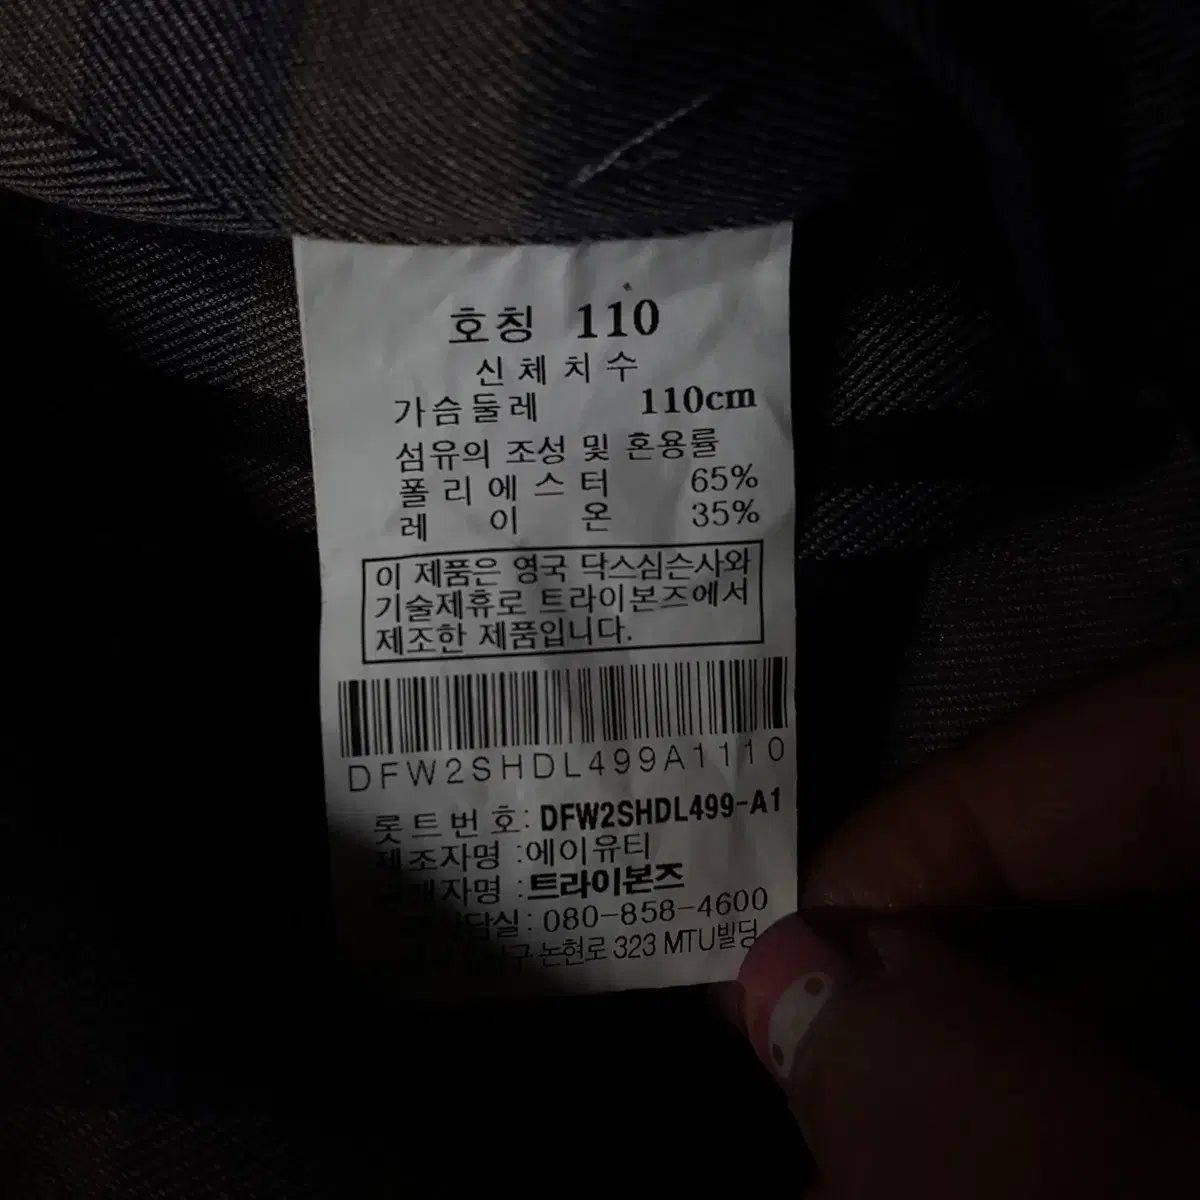 호칭 110
신체치수
가슴둘레 110cm
섬유의 조성 및 혼용률
폴리에스터 65%
레이온 35%
이 제품은 영국 닥스심슨사와
기술제휴로 트라이본즈에서
제조한 제품입니다.
DFW2SHDL499A1110
롯트번호: DFW2SHDL499-A1
제조자명 :에이유티
:트라이본즈
: 080-858-4600
논현로 323 MTU빌딩